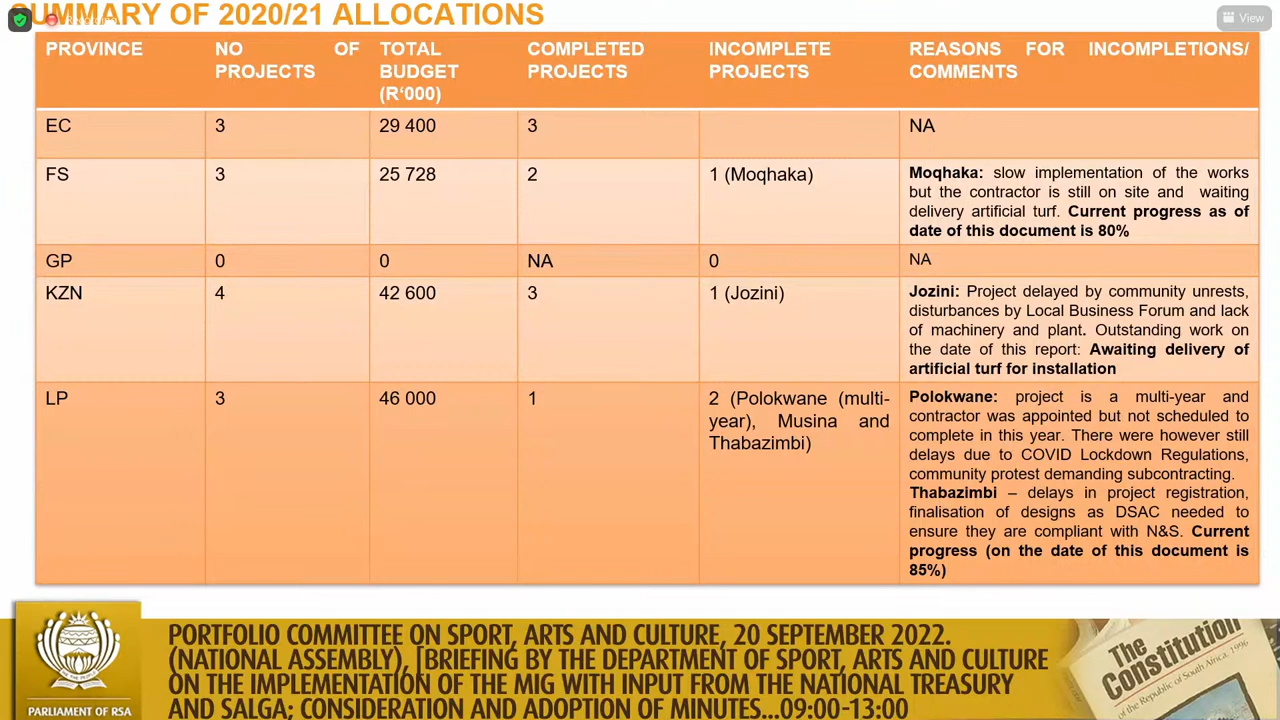 SUMMARY OF 2020/21 ALLOCATIONS
View
PROVINCE
NO OF
PROJECTS
TOTAL
BUDGET
(R'000)
COMPLETED
PROJECTS
INCOMPLETE
PROJECTS
REASONS FOR INCOMPLETIONS/
COMMENTS
EC
3
29 400
3
NA
FS
3
25 728
2
1 (Moqhaka)
Moqhaka: slow implementation of the works
but the contractor is still on site and waiting
delivery artificial turf. Current progress as of
date of this document is 80%
GP
0
0
NA
0
NA
KZN
4
42 600
3
1 (Jozini)
Jozini: Project delayed by community unrests,
disturbances by Local Business Forum and lack
of machinery and plant. Outstanding work on
the date of this report: Awaiting delivery of
artificial turf for installation
LP
3
46 000
1
2 (Polokwane (multi-
year), Musina and
Thabazimbi)
Polokwane: project is a multi-year and
contractor was appointed but not scheduled to
complete in this year. There were however still
delays due to COVID Lockdown Regulations,
community protest demanding subcontracting.
Thabazimbi – delays in project registration,
finalisation of designs as DSAC needed to
ensure they are compliant with N&S. Current
progress (on the date of this document is
85%)
PARLIAMENT OF RSA
PORTFOLIO COMMITTEE ON SPORT, ARTS AND CULTURE, 20 SEPTEMBER 2022.
(NATIONAL ASSEMBLY), [BRIEFING BY THE DEPARTMENT OF SPORT, ARTS AND CULTURE
ON THE IMPLEMENTATION OF THE MIG WITH INPUT FROM THE NATIONAL TREASURY
AND SALGA; CONSIDERATION AND ADOPTION OF MINUTES...09:00-13:00
The
Constitution
of the Republic of South Africa, 1996